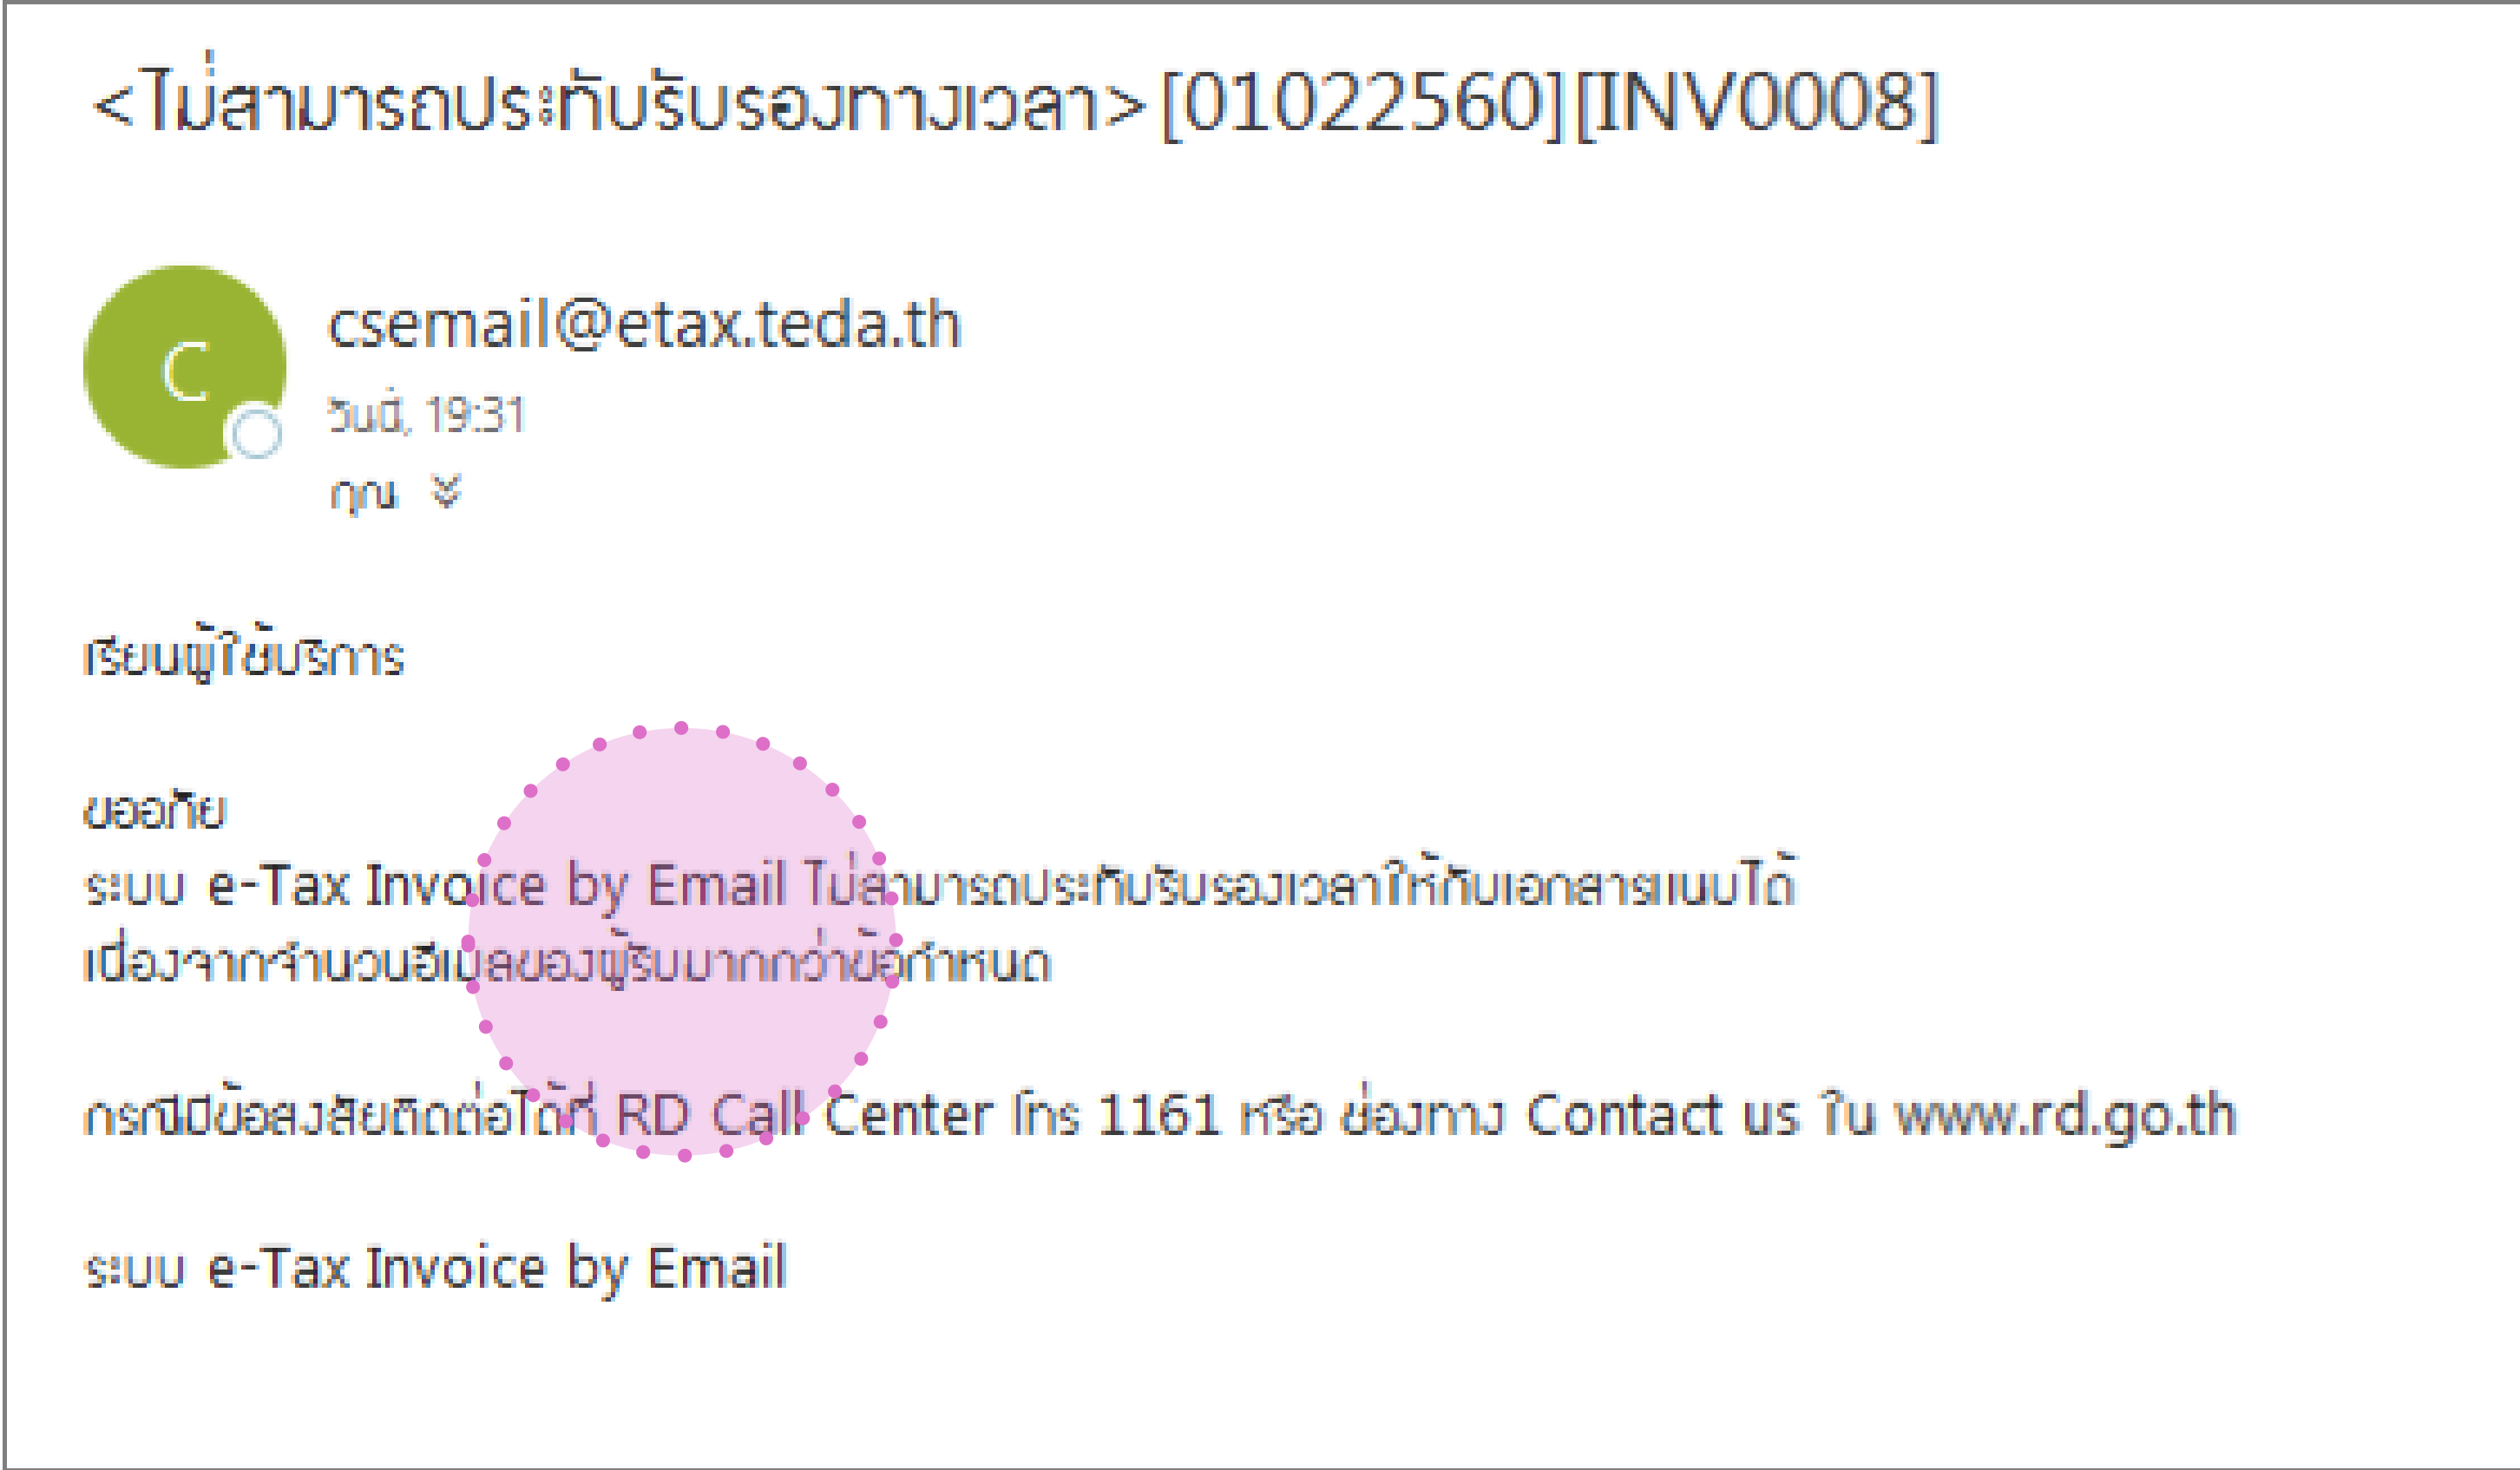 <ไม่สามารถประทับรับรองทางเวลา> [01022560][INV0008]
C
csemail@etax.teda.th
วันนี้, 19:31
คุณ
เรียนผู้ใช้บริการ
ขออภัย
ระบบ e-Tax Invoice by Email ไม่สามารถประทับรับรองเวลาให้กับเอกสารแนบได้
เนื่องจากจำนวนอีเมลของผู้รับมากกว่าข้อกำหนด
กรณีมีข้อสงสัยติดต่อได้ที่ RD Call Center โทร 1161 หรือ ช่องทาง Contact us ใน www.rd.go.th
ระบบ e-Tax Invoice by Email